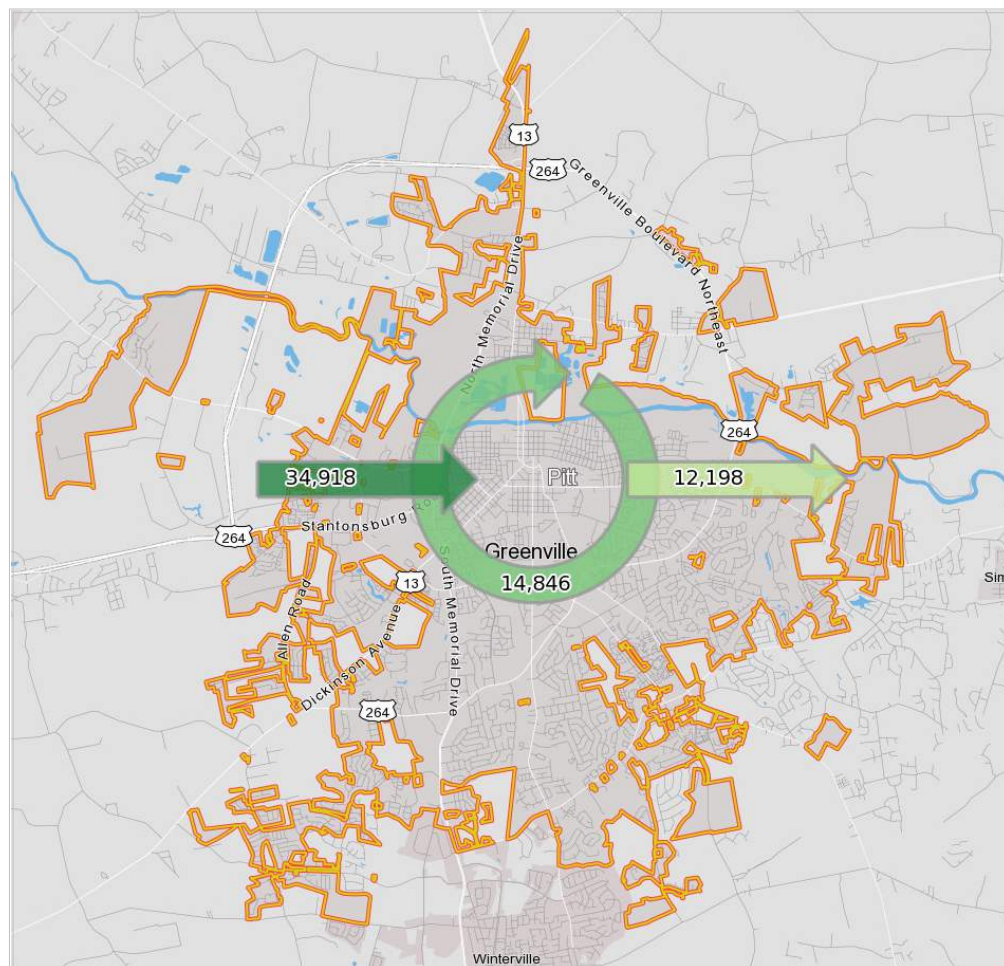 13
264
Greenville Boulevard Northeast
North Memorial Drive
264
34,918
Pitt
12,198
Stantonsburg Ro
264
Greenville
14,846
13
Sim
South Memorial Drive
Allen Road
Dickinson Avenue
264
Winterville